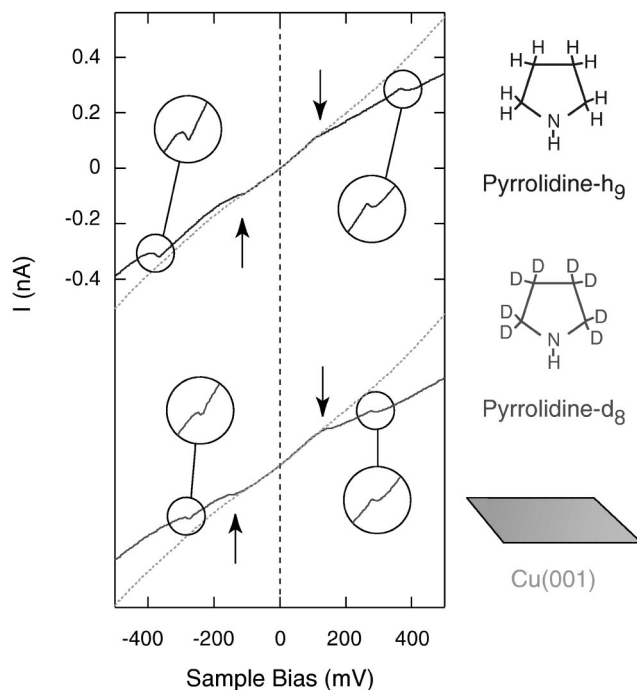 0.4
0.2
0
-0.2
-0.4
I (nA)
-400 -200 0 200 400
Sample Bias (mV)
H H
H H
H H
H H
N
H
Pyrrolidine-h9
D D
D D
D D
D D
N
H
Pyrrolidine-d8
Cu(001)